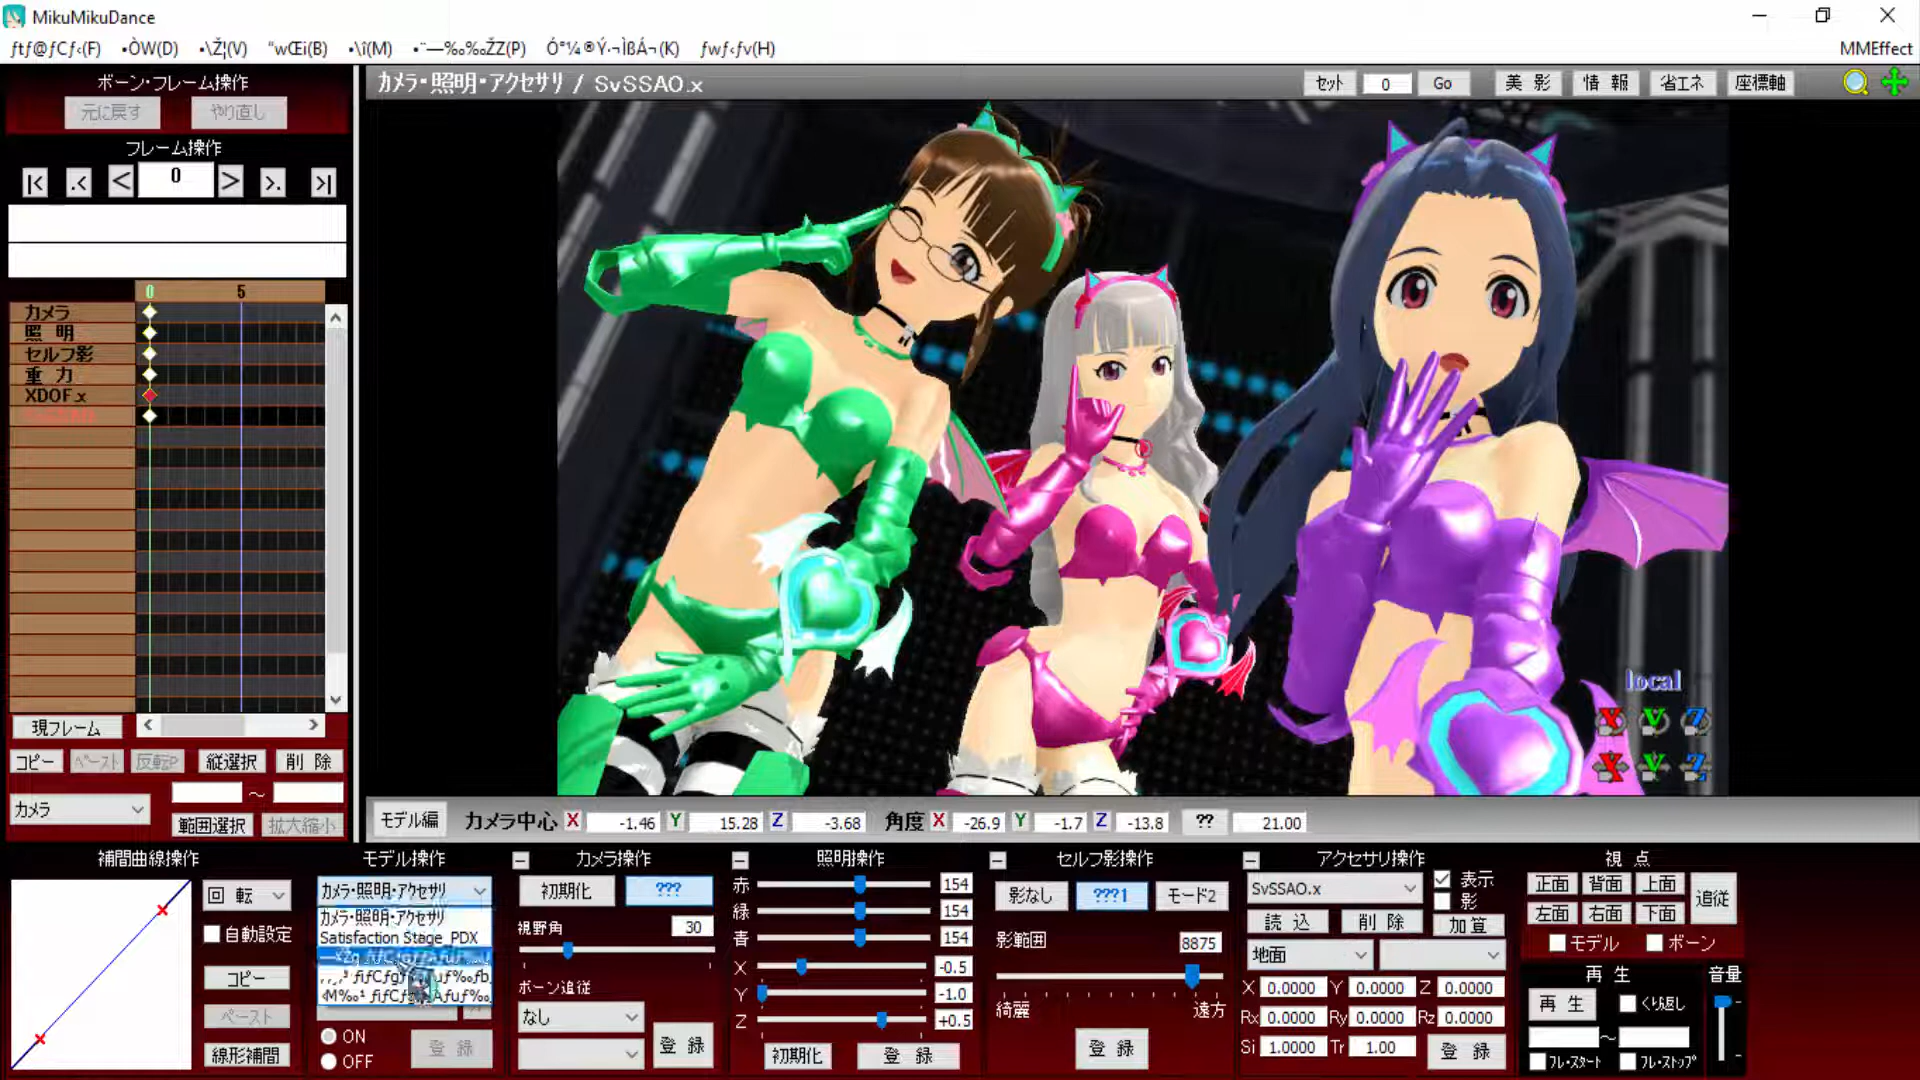 MikuMikuDance
ƒtƒ@ƒCƒ‹(F) •ÒW(D) •\Ž¦(V) “wŒi(B) •\î(M) •¨—‰‰ŽZ(P) (K) ƒwƒ‹ƒv(H) MMEffect
ボーン・フレーム操作
元に戻す やり直し
フレーム操作
|< .< < 0 > >. >|
0 5
カメラ
照 明
セルフ影
重 力
XDOF.x
現フレーム < >
コピー ペースト 反転P 縦選択 削 除
カメラ ～
範囲選択 拡大縮小
カメラ・照明・アクセサリ / SvSSAO.x
セット 0 Go 美 影 情 報 省エネ 座標軸
local
X Y Z
X Y Z
モデル編 カメラ中心 X -1.46 Y 15.28 Z -3.68 角度 X -26.9 Y -1.7 Z -13.8 ?? 21.00
補間曲線操作
回 転
自動設定
コピー
ペースト
線形補間
モデル操作
カメラ・照明・アクセサリ
カメラ・照明・アクセサリ
Satisfaction Stage_PDX
ON
OFF
登 録
カメラ操作
初期化 ???
視野角 30
ボーン追従
なし
登 録
照明操作
赤 154
緑 154
青 154
X -0.5
Y -1.0
Z +0.5
初期化 登 録
セルフ影操作
影なし ???1 モード2
影範囲 8875
綺麗 遠方
登 録
アクセサリ操作
SvSSAO.x 表示
影
読 込 削 除 加 算
地面
X 0.0000 Y 0.0000 Z 0.0000
Rx 0.0000 Ry 0.0000 Rz 0.0000
Si 1.0000 Tr 1.00 登 録
視 点
正面 背面 上面 追従
左面 右面 下面
モデル ボーン
再 生 音量
再 生 くり返し
～
フレ・スタート フレ・ストップ